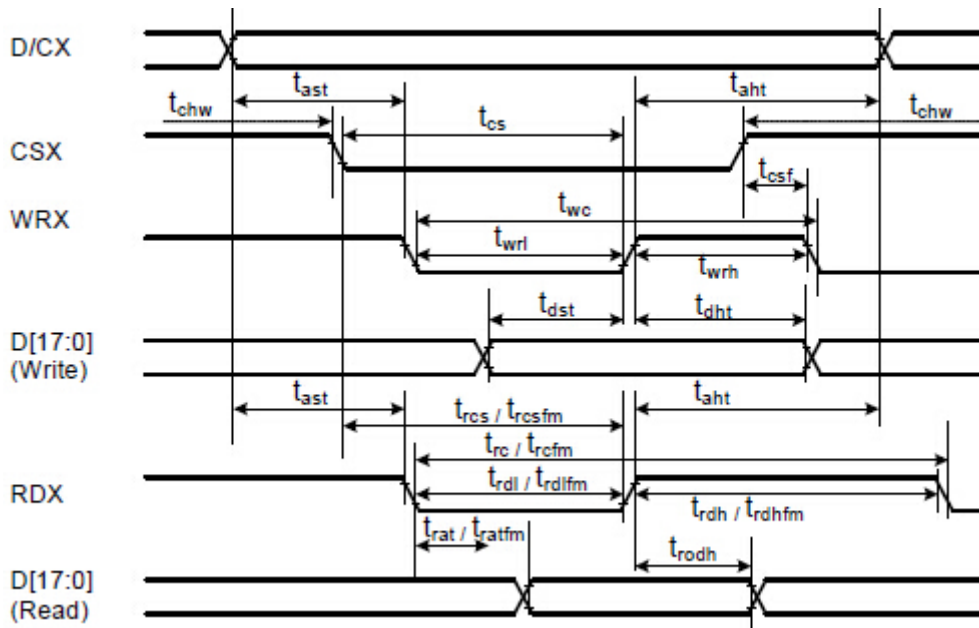 D/CX
t_ast
t_aht
t_chw
t_cs
t_chw
CSX
t_csf
WRX
t_wc
t_wrl
t_wrh
t_dst
t_dht
D[17:0]
(Write)
t_ast
t_rcs / t_rcsfm
t_aht
t_rc / t_rcfm
RDX
t_rdl / t_rdlfm
t_rdh / t_rdhfm
t_rat / t_ratfm
t_rodh
D[17:0]
(Read)